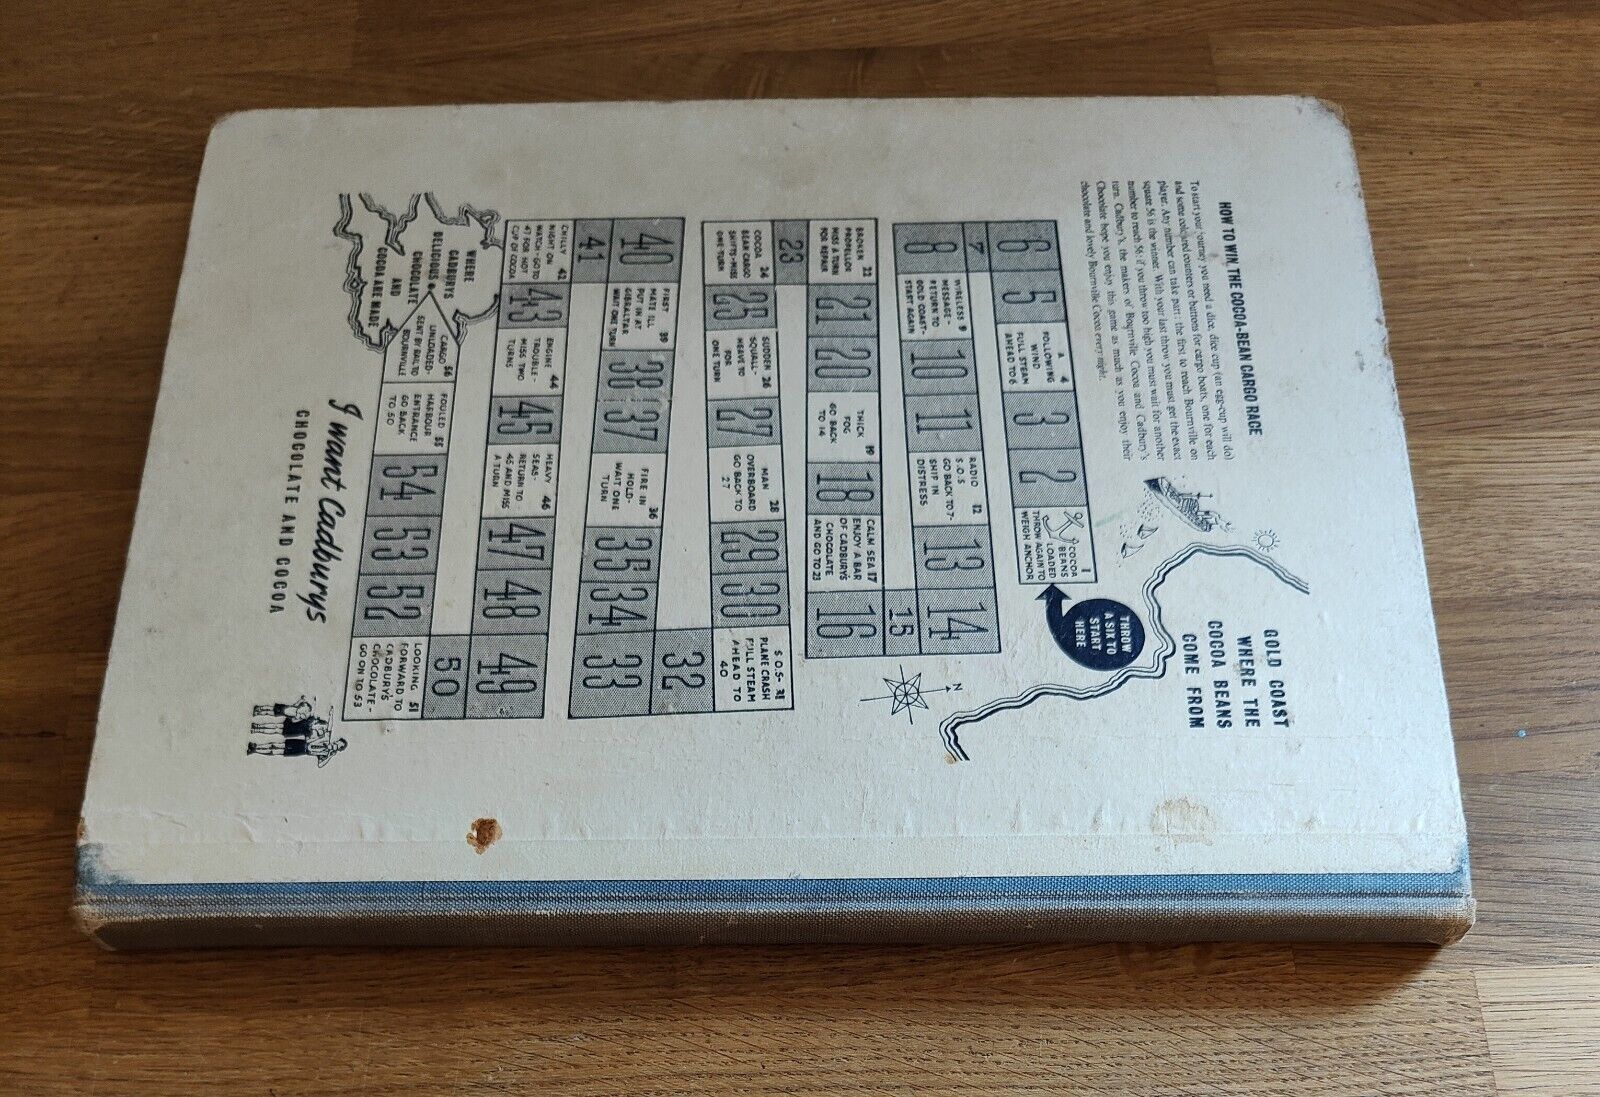 HOW TO WIN THE COCOA-BEAN CARGO RACE
To start your journey you need a dice, dice cup (an egg-cup will do)
and some coloured counters or buttons for cargo boats, one for each
player. Any number can take part: the first to reach Bournville on
square 56 is the winner. With your last throw you must get the exact
number to reach 56; if you throw too high you must wait for another
turn. Cadbury's, the makers of Bournville Cocoa and Cadbury's
Chocolate hope you enjoy this game as much as you enjoy their
chocolate and lovely Bournville Cocoa every night.
GOLD COAST
WHERE THE
COCOA BEANS
COME FROM
THROW
A SIX TO
START
HERE
1
COCOA
BEANS
LOADED
THROW AGAIN TO
WEIGH ANCHOR
2
3
A 4
FOLLOWING
WIND
FULL STEAM
AHEAD TO 6
5
6
7
8
WIRELESS 9
MESSAGE-
RETURN TO
GOLD COAST-
START AGAIN
10
11
RADIO 12
S.O.S
GO BACK TO 7-
SHIP IN
DISTRESS
13
14
15
16
CALM SEA 17
ENJOY A BAR
OF CADBURY'S
CHOCOLATE
AND GO TO 23
18
THICK 19
FOG
GO BACK
TO 14
20
21
BROKEN 22
PROPELLOR
MISS A TURN
FOR REPAIR
23
COCOA 24
BEAN CARGO
SHIFTS-MISS
ONE TURN
25
SUDDEN 26
SQUALL-
HEAVE TO
FOR
ONE TURN
27
MAN 28
OVERBOARD
GO BACK TO
27
29
30
S.O.S- 31
PLANE CRASH
FULL STEAM
AHEAD TO
40
32
33
34
35
FIRE IN 36
HOLD-
WAIT ONE
TURN
37
38
FIRST 39
MATE ILL
PUT IN AT
GIBRALTAR
WAIT ONE TURN
40
41
CHILLY 42
NIGHT ON
WATCH-GO TO
47 FOR HOT
CUP OF COCOA
43
ENGINE 44
TROUBLE-
MISS TWO
TURNS
45
HEAVY 46
SEAS-
RETURN TO
45 AND MISS
A TURN
47
48
49
50
LOOKING 51
FORWARD TO
CADBURY'S
CHOCOLATE-
GO ON TO 53
52
53
54
FOULED 55
HARBOUR
ENTRANCE
GO BACK
TO 50
CARGO 56
UNLOADED-
SENT BY RAIL TO
BOURNVILLE
WHERE
CADBURYS
DELICIOUS
CHOCOLATE
AND
COCOA ARE MADE
N
I want Cadburys
CHOCOLATE AND COCOA